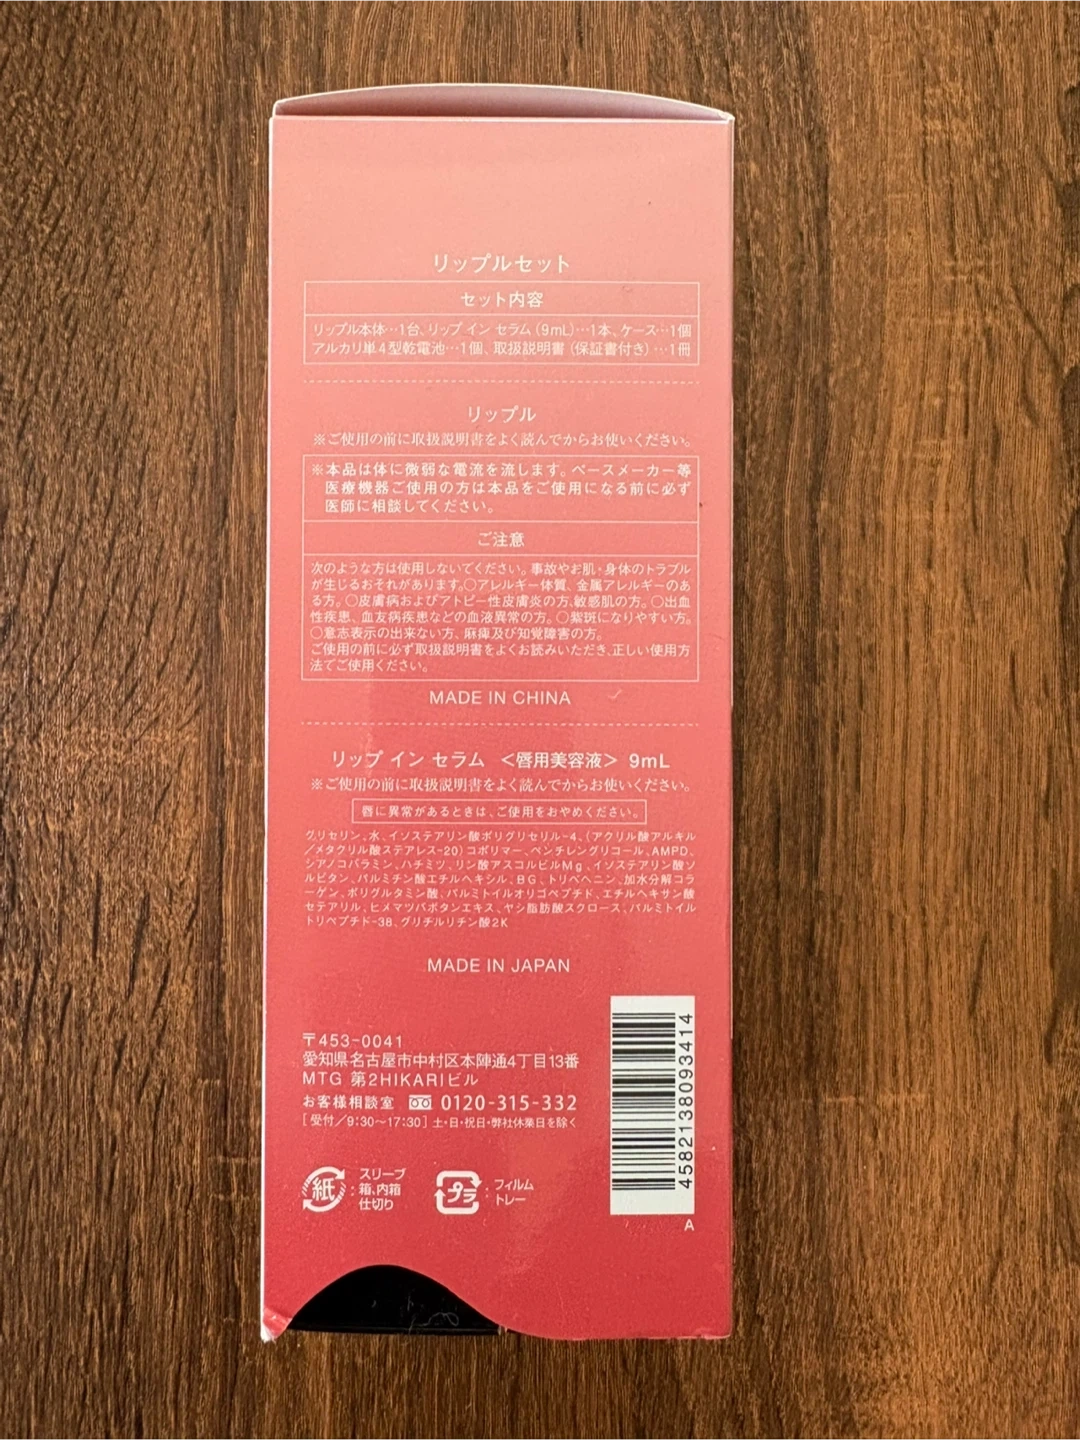 リップルセット
セット内容
リップル本体…1台、リップ イン セラム（9mL）…1本、ケース…1個
アルカリ単4型乾電池…1個、取扱説明書（保証書付き）…1冊
リップル
※ご使用の前に取扱説明書をよく読んでからお使いください。
※本品は体に微弱な電流を流します。ペースメーカー等
医療機器ご使用の方は本品をご使用になる前に必ず
医師に相談してください。
ご注意
次のような方は使用しないでください。事故やお肌・身体のトラブル
が生じるおそれがあります。○アレルギー体質、金属アレルギーのあ
る方。○皮膚病およびアトピー性皮膚炎の方、敏感肌の方。○出血
性疾患、血友病疾患などの血液異常の方。○紫斑になりやすい方。
○意志表示の出来ない方、麻痺及び知覚障害の方。
ご使用の前に必ず取扱説明書をよくお読みいただき、正しい使用方
法でご使用ください。
MADE IN CHINA
リップ イン セラム ＜唇用美容液＞ 9mL
※ご使用の前に取扱説明書をよく読んでからお使いください。
唇に異常があるときは、ご使用をおやめください。
グリセリン、水、イソステアリン酸ポリグリセリル-4、（アクリル酸アルキル
／メタクリル酸ステアレス-20）コポリマー、ペンチレングリコール、AMPD、
シアノコバラミン、ハチミツ、リン酸アスコルビルMg、イソステアリン酸ソ
ルビタン、パルミチン酸エチルヘキシル、BG、トリペペニン、加水分解コラ
ーゲン、ポリグルタミン酸、パルミトイルオリゴペプチド、エチルヘキサン酸
セテアリル、ヒメマツバボタンエキス、ヤシ脂肪酸スクロース、パルミトイル
トリペプチド-38、グリチルリチン酸2K
MADE IN JAPAN
〒453-0041
愛知県名古屋市中村区本陣通4丁目13番
MTG 第2HIKARIビル
お客様相談室 0120-315-332
［受付／9:30～17:30］土・日・祝日・弊社休業日を除く
紙：スリーブ
箱、内箱
仕切り
プラ：フィルム
トレー
4582138093414
A